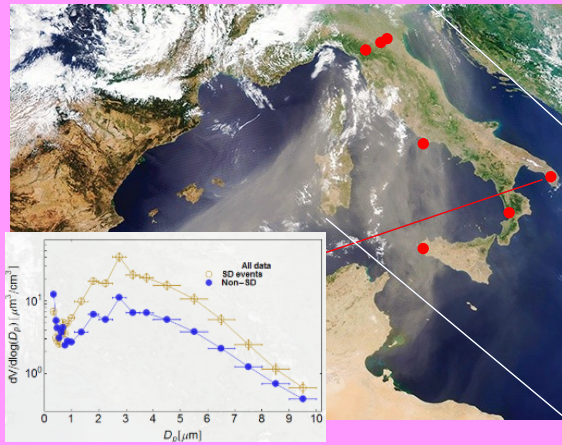 All data
SD events
Non-SD
dV/dlog(Dₚ) [μm³/cm³]
10¹
10⁰
0 1 2 3 4 5 6 7 8 9 10
Dₚ[μm]